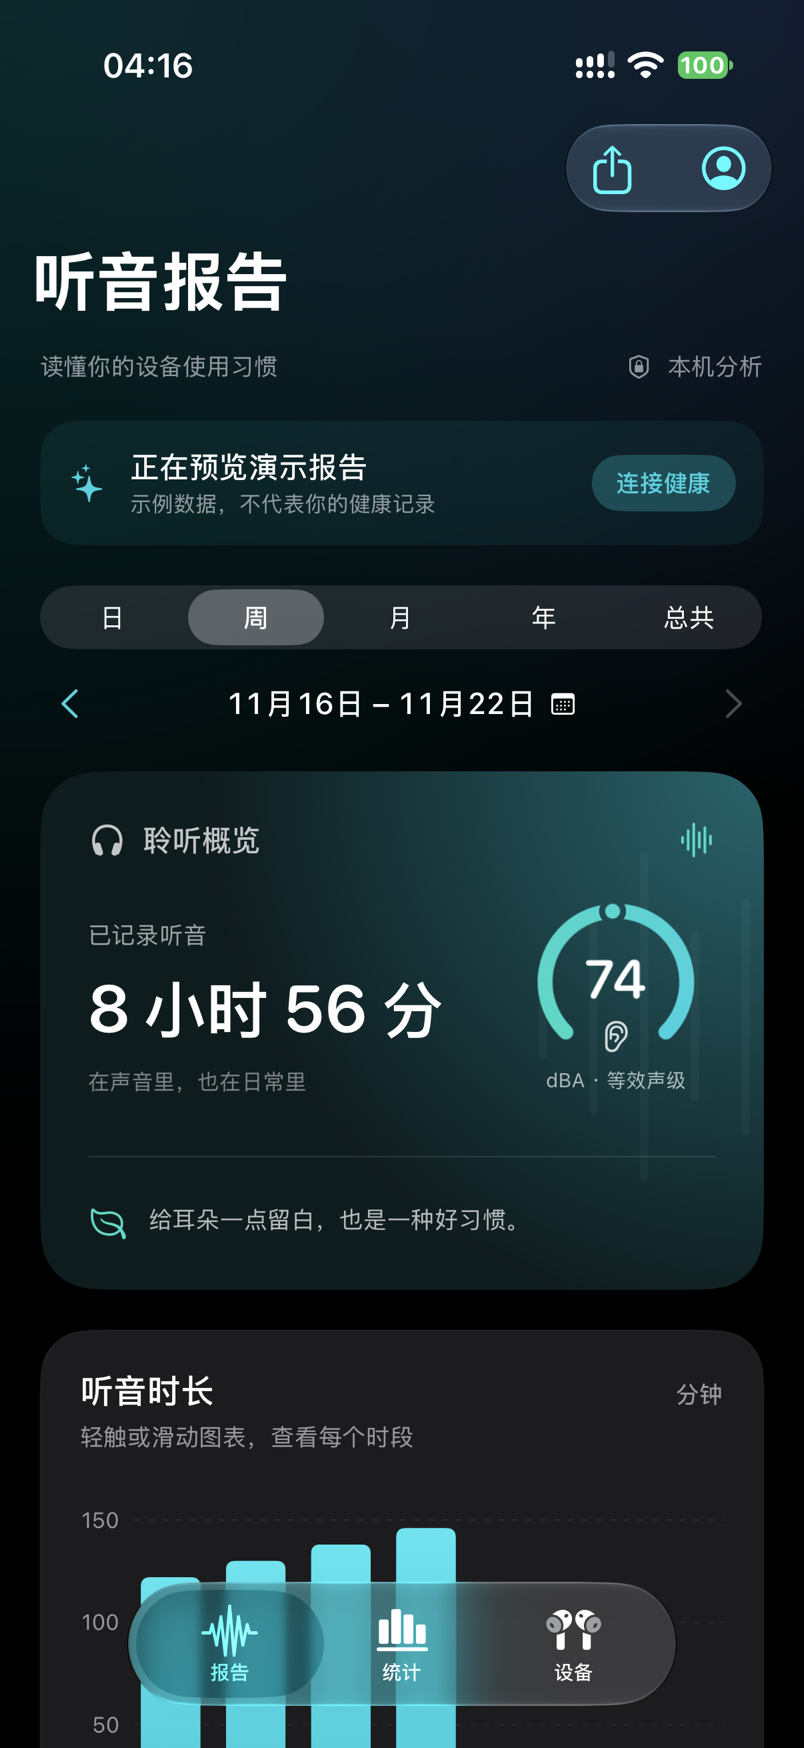 04:16
100
听音报告
读懂你的设备使用习惯
本机分析
正在预览演示报告
示例数据，不代表你的健康记录
连接健康
日 周 月 年 总共
11月16日 – 11月22日
聆听概览
已记录听音
8 小时 56 分
在声音里，也在日常里
74
dBA · 等效声级
给耳朵一点留白，也是一种好习惯。
听音时长
分钟
轻触或滑动图表，查看每个时段
150
100
50
报告 统计 设备